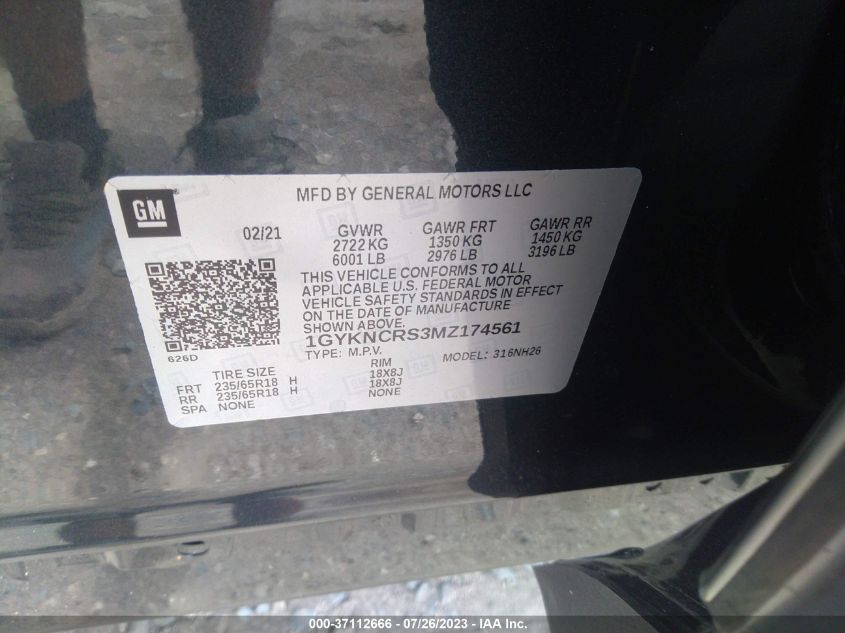 GM®
MFD BY GENERAL MOTORS LLC
02/21
GVWR
2722 KG
6001 LB
GAWR FRT
1350 KG
2976 LB
GAWR RR
1450 KG
3196 LB
THIS VEHICLE CONFORMS TO ALL
APPLICABLE U.S. FEDERAL MOTOR
VEHICLE SAFETY STANDARDS IN EFFECT
ON THE DATE OF MANUFACTURE
SHOWN ABOVE.
1GYKNCRS3MZ174561
626D
TYPE: M.P.V. MODEL: 316NH26
TIRE SIZE RIM
FRT 235/65R18 H 18X8J
RR 235/65R18 H 18X8J
SPA NONE NONE
000-37112666 - 07/26/2023 - © IAA Inc.